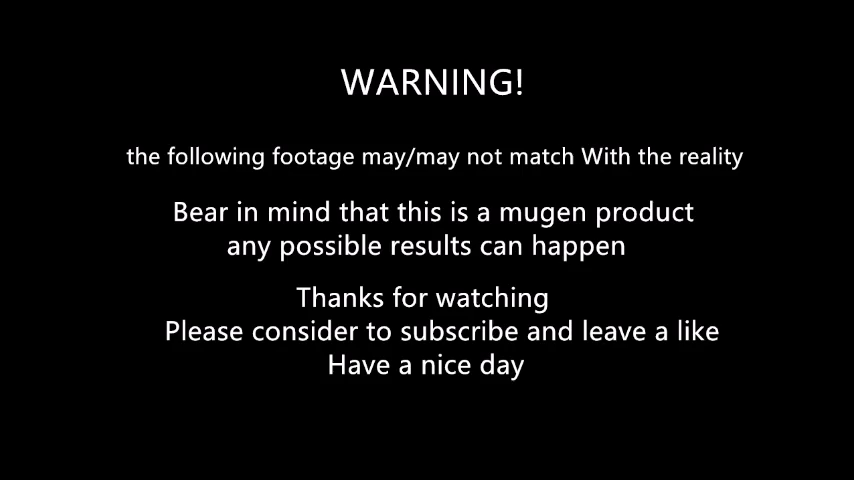 WARNING!
the following footage may/may not match With the reality
Bear in mind that this is a mugen product
any possible results can happen
Thanks for watching
Please consider to subscribe and leave a like
Have a nice day